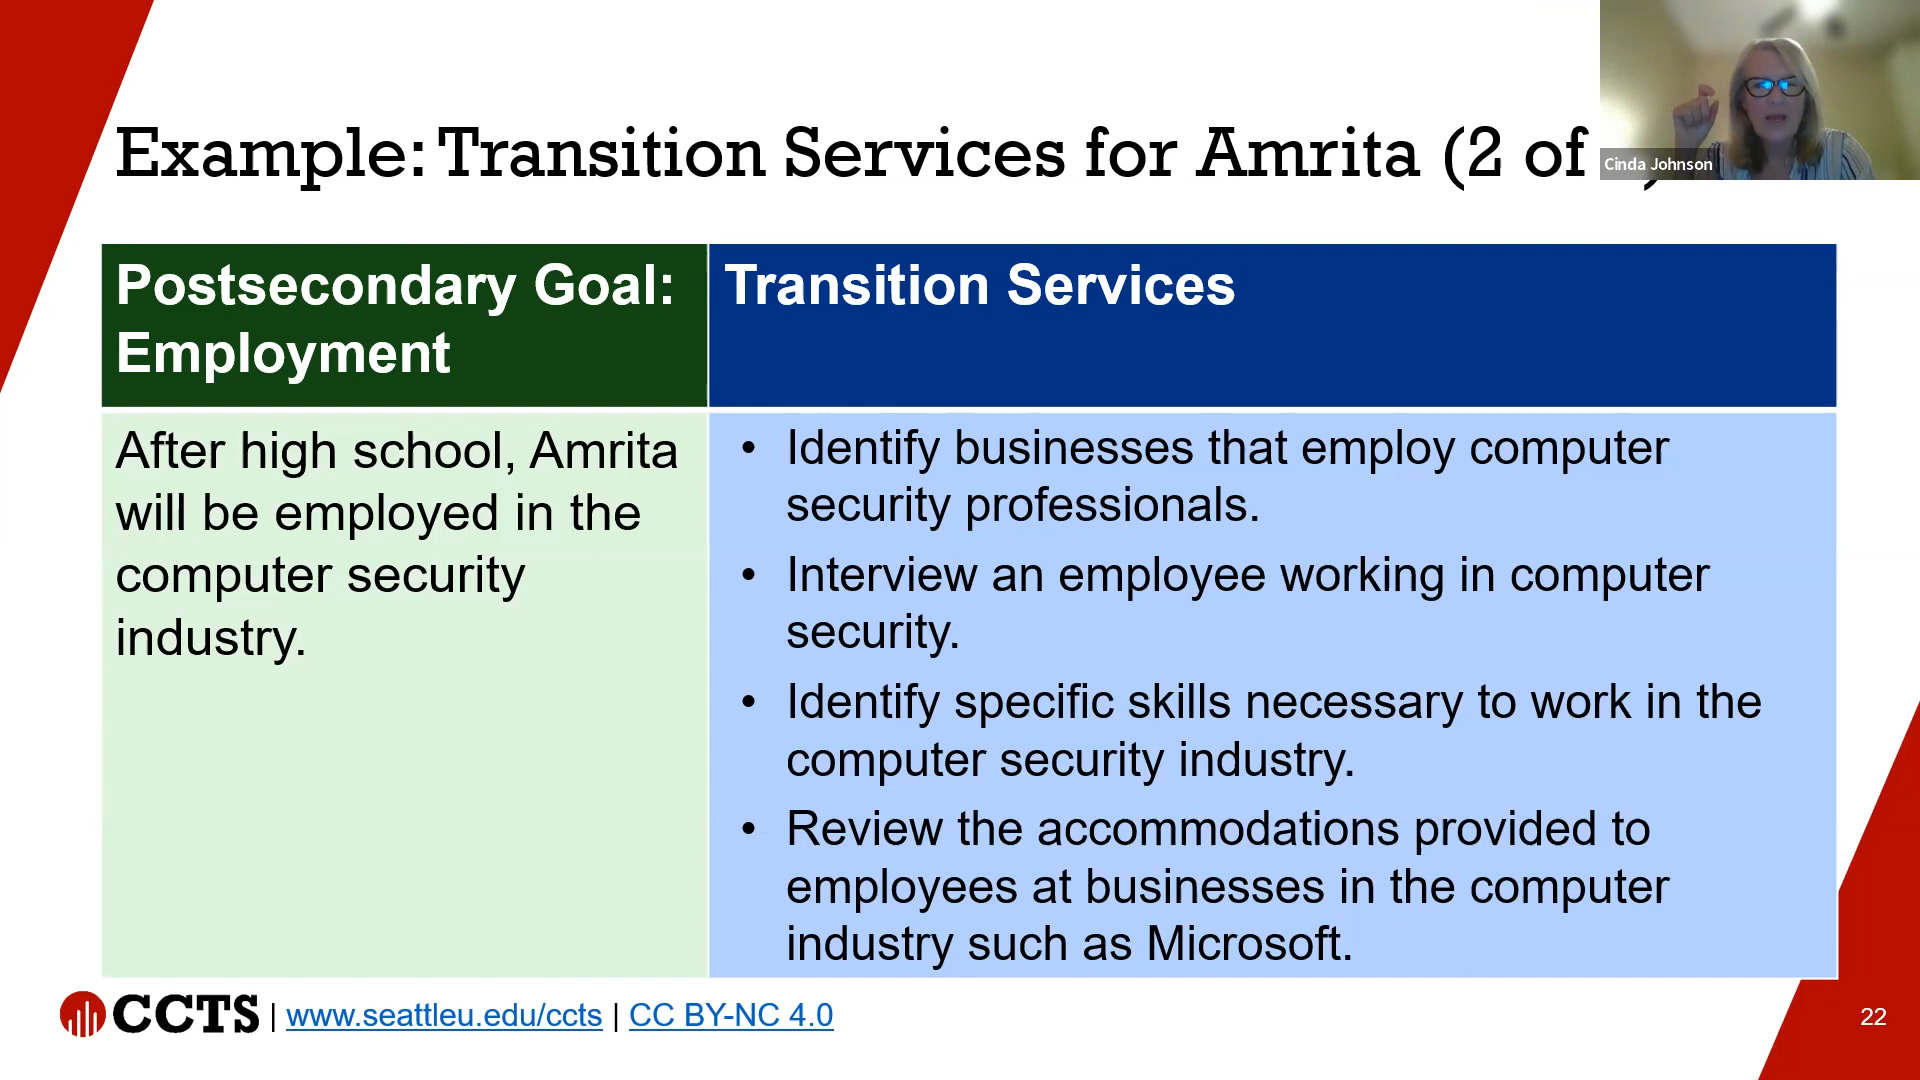 Example: Transition Services for Amrita (2 of
Cinda Johnson
Postsecondary Goal:
Employment
Transition Services
After high school, Amrita
will be employed in the
computer security
industry.
• Identify businesses that employ computer
security professionals.
• Interview an employee working in computer
security.
• Identify specific skills necessary to work in the
computer security industry.
• Review the accommodations provided to
employees at businesses in the computer
industry such as Microsoft.
CCTS | www.seattleu.edu/ccts | CC BY-NC 4.0
22